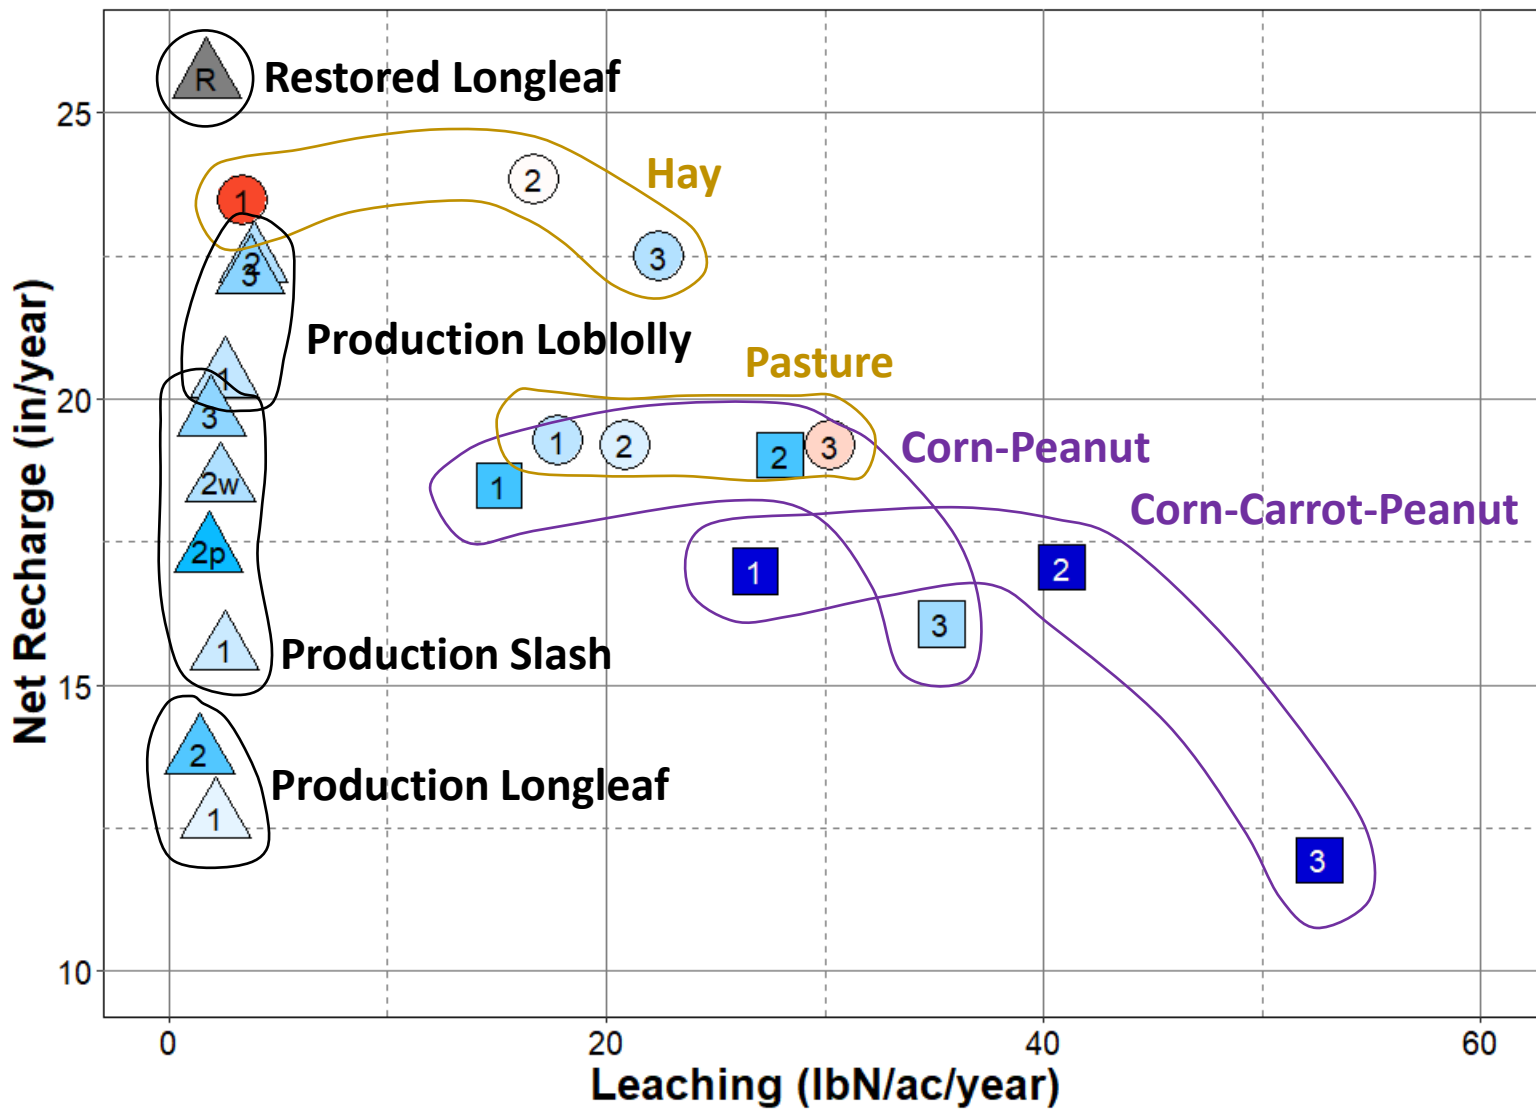 R
Restored Longleaf
25
Hay
1
2
3
2
3
Production Loblolly
1
Pasture
20
3
1
2
2
3
Corn-Peanut
2w
1
Corn-Carrot-Peanut
2p
1
2
3
1
Production Slash
15
2
Production Longleaf
1
3
10
Net Recharge (in/year)
0
20
40
60
Leaching (lbN/ac/year)